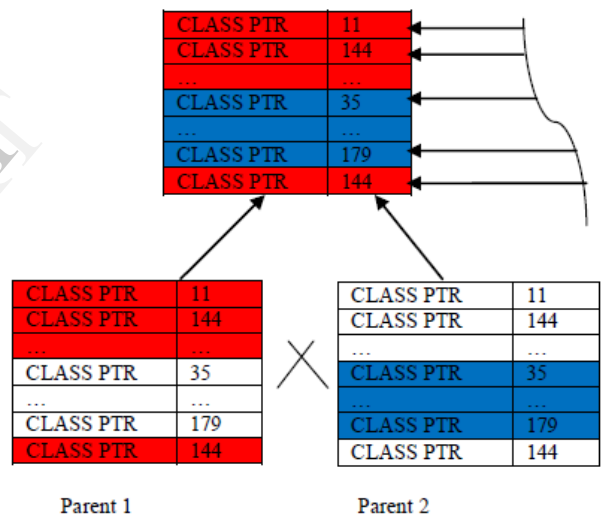 CLASS PTR 11
CLASS PTR 144
... ...
CLASS PTR 35
... ...
CLASS PTR 179
CLASS PTR 144
CLASS PTR 11
CLASS PTR 144
... ...
CLASS PTR 35
... ...
CLASS PTR 179
CLASS PTR 144
CLASS PTR 11
CLASS PTR 144
... ...
CLASS PTR 35
... ...
CLASS PTR 179
CLASS PTR 144
Parent 1
Parent 2